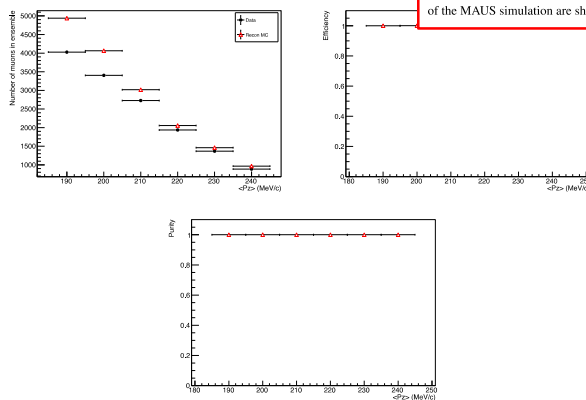 of the MAUS simulation are sh
Number of muons in ensemble
5000
4500
4000
3500
3000
2500
2000
1500
1000
Data
Recon MC
190 200 210 220 230 240
<Pz> (MeV/c)
Efficiency
1
0.8
0.6
0.4
0.2
0
180 190 200 210 220 230 240 25
<Pz> (MeV/c
Purity
1
0.8
0.6
0.4
0.2
0
180 190 200 210 220 230 240 250
<Pz> (MeV/c)